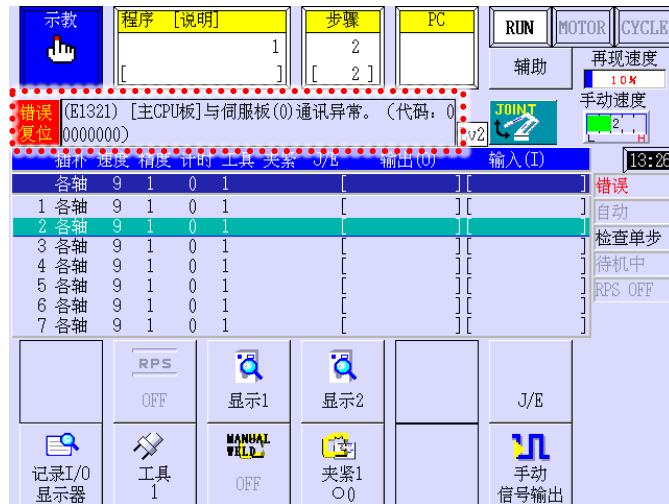 示教
程序 [说明]
1
[ ]
步骤
2
[ 2 ]
PC
RUN
MOTOR
CYCLE
辅助
再现速度
10%
错误
复位
(E1321) [主CPU板]与伺服板(0)通讯异常。 (代码: 0
0000000)
v2
JOINT
手动速度
2
L H
插补 速度 精度 计时 工具 夹紧 J/E 输出(O) 输入(I)
13:26
各轴 9 1 0 1 [ ][ ]
1 各轴 9 1 0 1 [ ][ ]
2 各轴 9 1 0 1 [ ][ ]
3 各轴 9 1 0 1 [ ][ ]
4 各轴 9 1 0 1 [ ][ ]
5 各轴 9 1 0 1 [ ][ ]
6 各轴 9 1 0 1 [ ][ ]
7 各轴 9 1 0 1 [ ][ ]
错误
自动
检查单步
待机中
RPS OFF
RPS
OFF
显示1
显示2
J/E
记录I/O
显示器
工具
1
MANUAL
WELD
OFF
夹紧1
○0
手动
信号输出